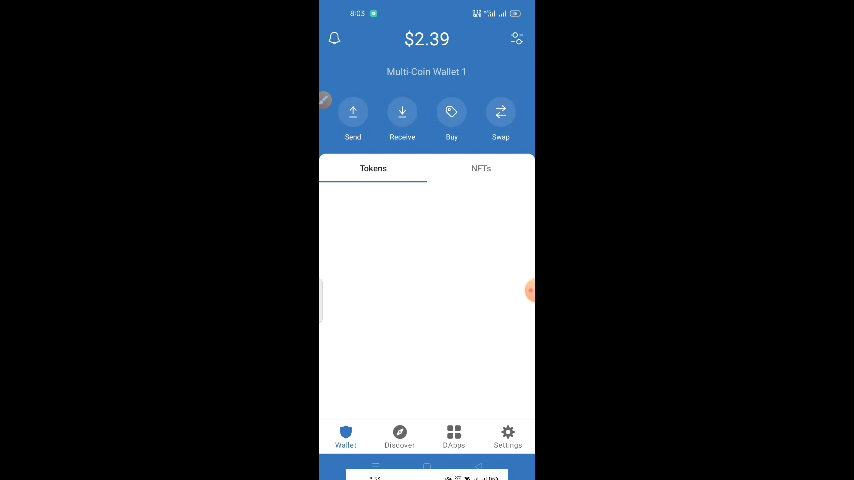 8:03
$2.39
Multi-Coin Wallet 1
Send Receive Buy Swap
Tokens NFTs
Wallet Discover DApps Settings